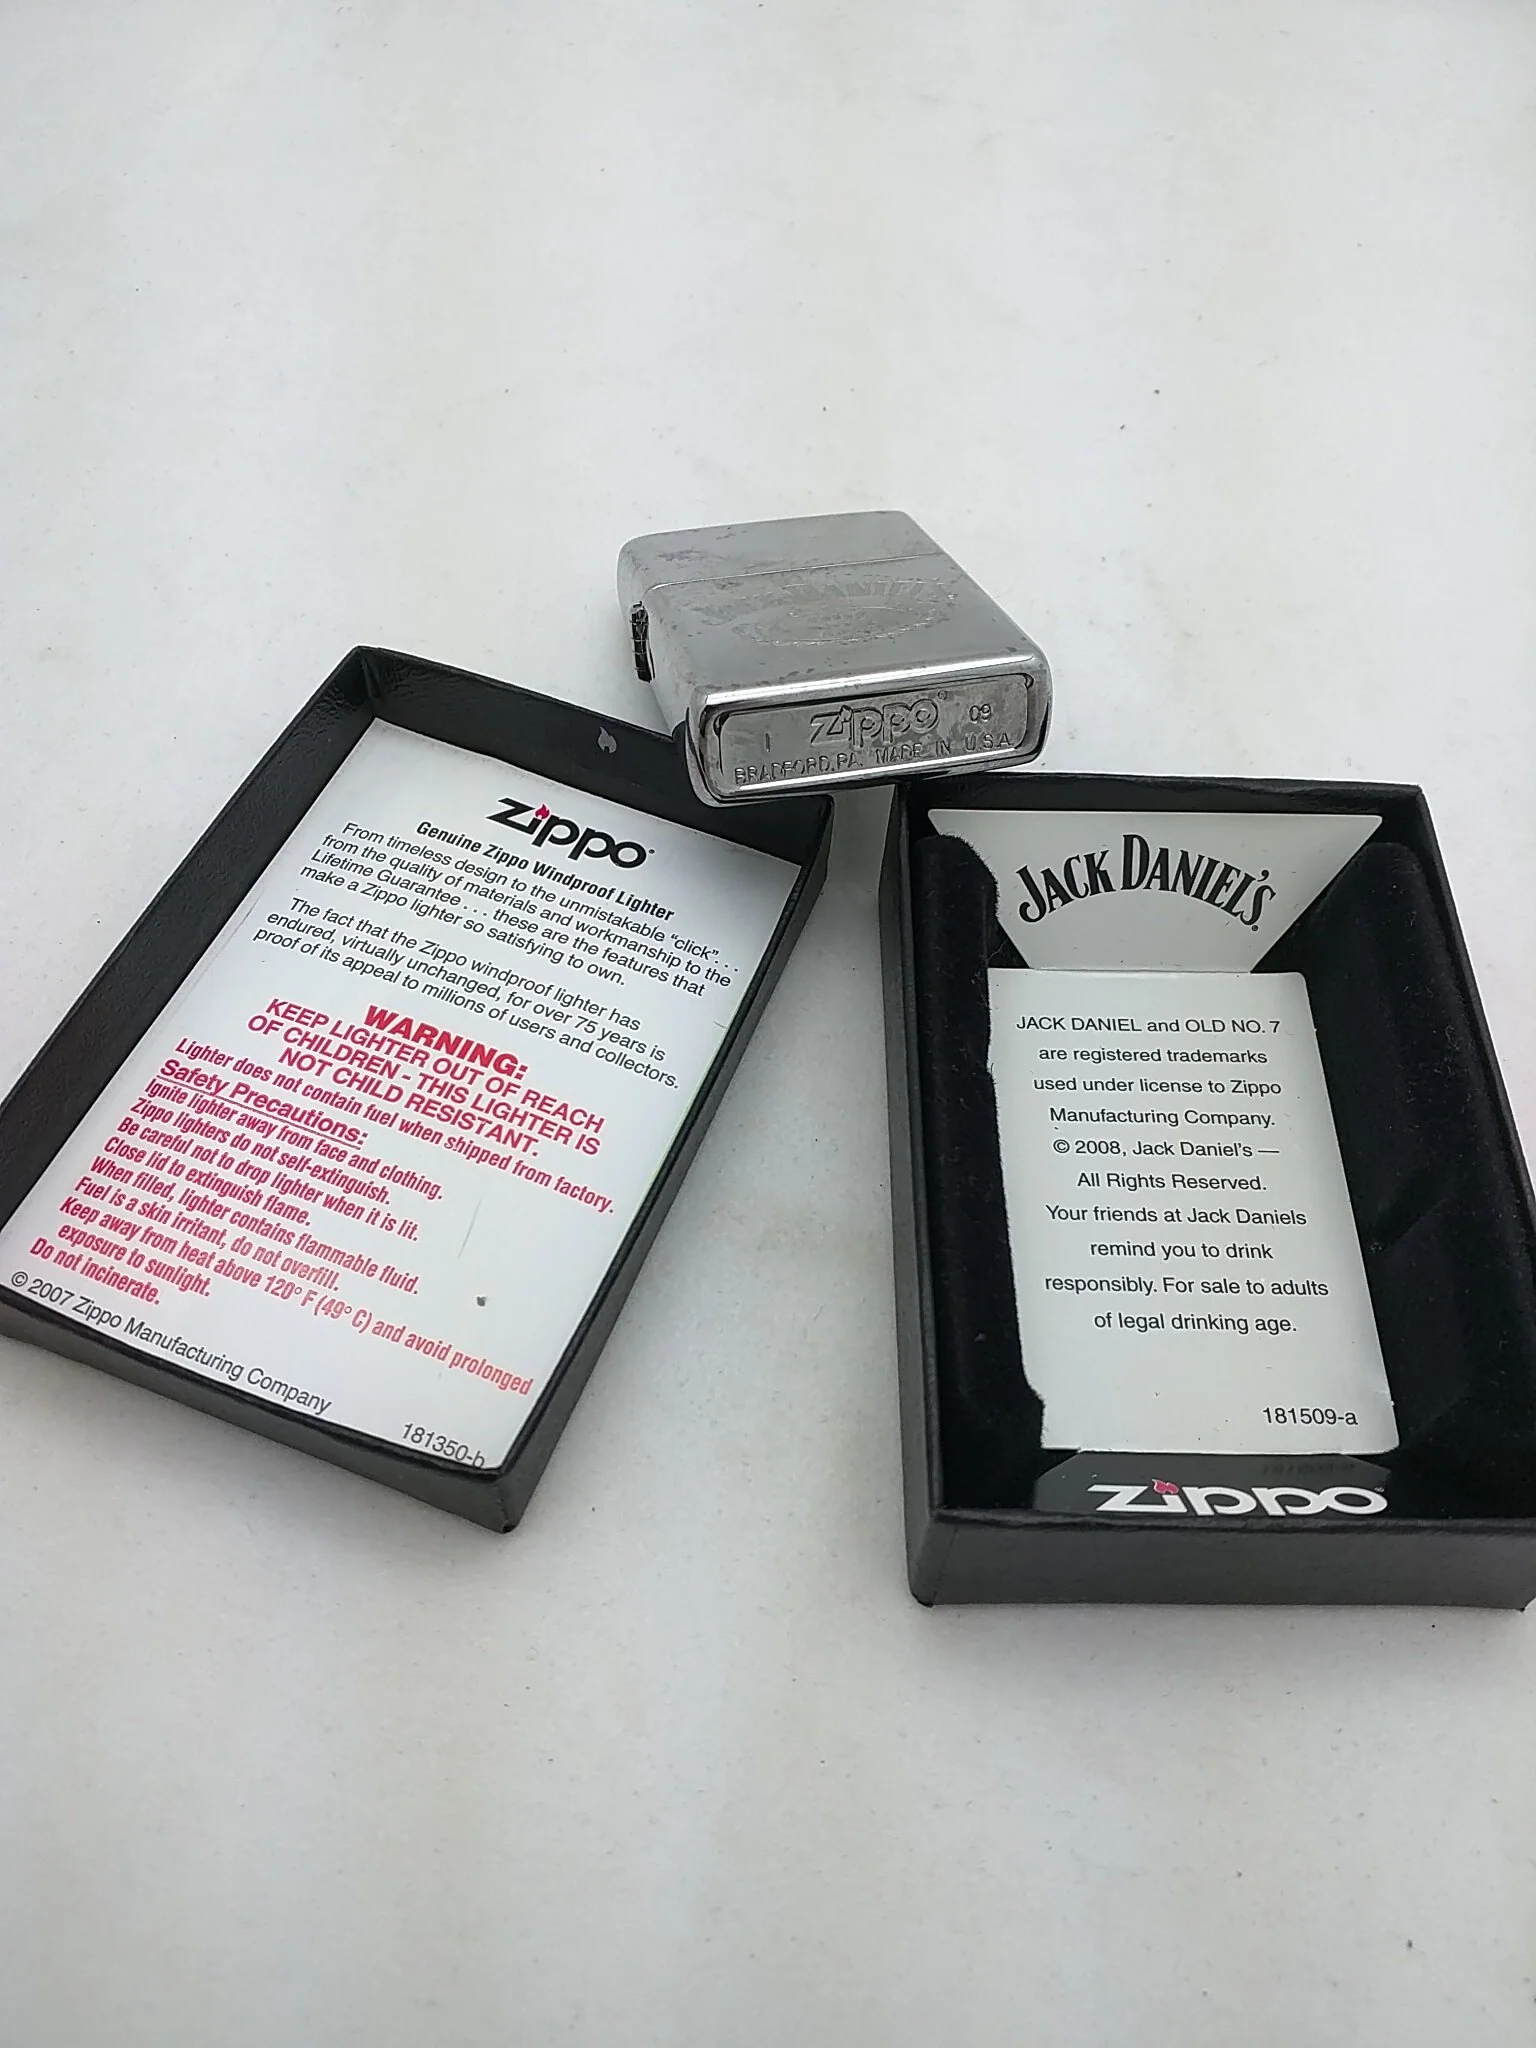 DANIEL'S
zippo® 09
I
BRADFORD, PA. MADE IN U.S.A.
zippo®
Genuine Zippo Windproof Lighter
From timeless design to the unmistakable “click”. . .
from the quality of materials and workmanship to the
Lifetime Guarantee . . . these are the features that
make a Zippo lighter so satisfying to own.
The fact that the Zippo windproof lighter has
endured, virtually unchanged, for over 75 years is
proof of its appeal to millions of users and collectors.
WARNING:
KEEP LIGHTER OUT OF REACH
OF CHILDREN - THIS LIGHTER IS
NOT CHILD RESISTANT.
Lighter does not contain fuel when shipped from factory.
Safety Precautions:
Ignite lighter away from face and clothing.
Zippo lighters do not self-extinguish.
Be careful not to drop lighter when it is lit.
Close lid to extinguish flame.
When filled, lighter contains flammable fluid.
Fuel is a skin irritant, do not overfill.
Keep away from heat above 120° F (49° C) and avoid prolonged
exposure to sunlight.
Do not incinerate.
© 2007 Zippo Manufacturing Company
181350-b
JACK DANIEL'S.
JACK DANIEL and OLD NO. 7
are registered trademarks
used under license to Zippo
Manufacturing Company.
© 2008, Jack Daniel's —
All Rights Reserved.
Your friends at Jack Daniels
remind you to drink
responsibly. For sale to adults
of legal drinking age.
181509-a
zippo®